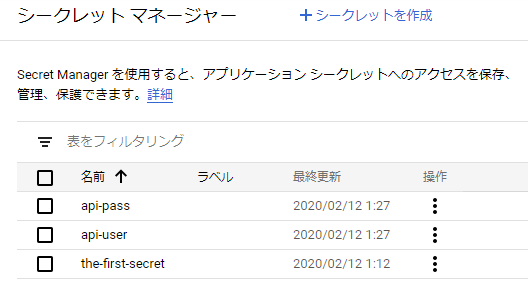 シークレット マネージャー
+ シークレットを作成
Secret Manager を使用すると、アプリケーション シークレットへのアクセスを保存、
管理、保護できます。詳細
表をフィルタリング
名前 ↑ ラベル 最終更新 操作
api-pass 2020/02/12 1:27
api-user 2020/02/12 1:27
the-first-secret 2020/02/12 1:12